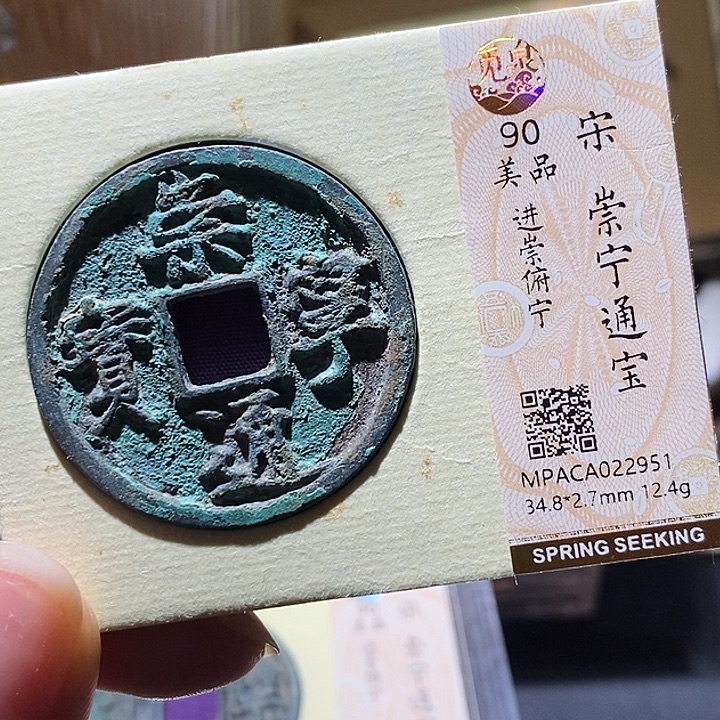 崇
寧
通
寳
觅泉
90
美品
进崇俯宁
宋 崇宁通宝
MPACA022951
34.8*2.7mm 12.4g
SPRING SEEKING